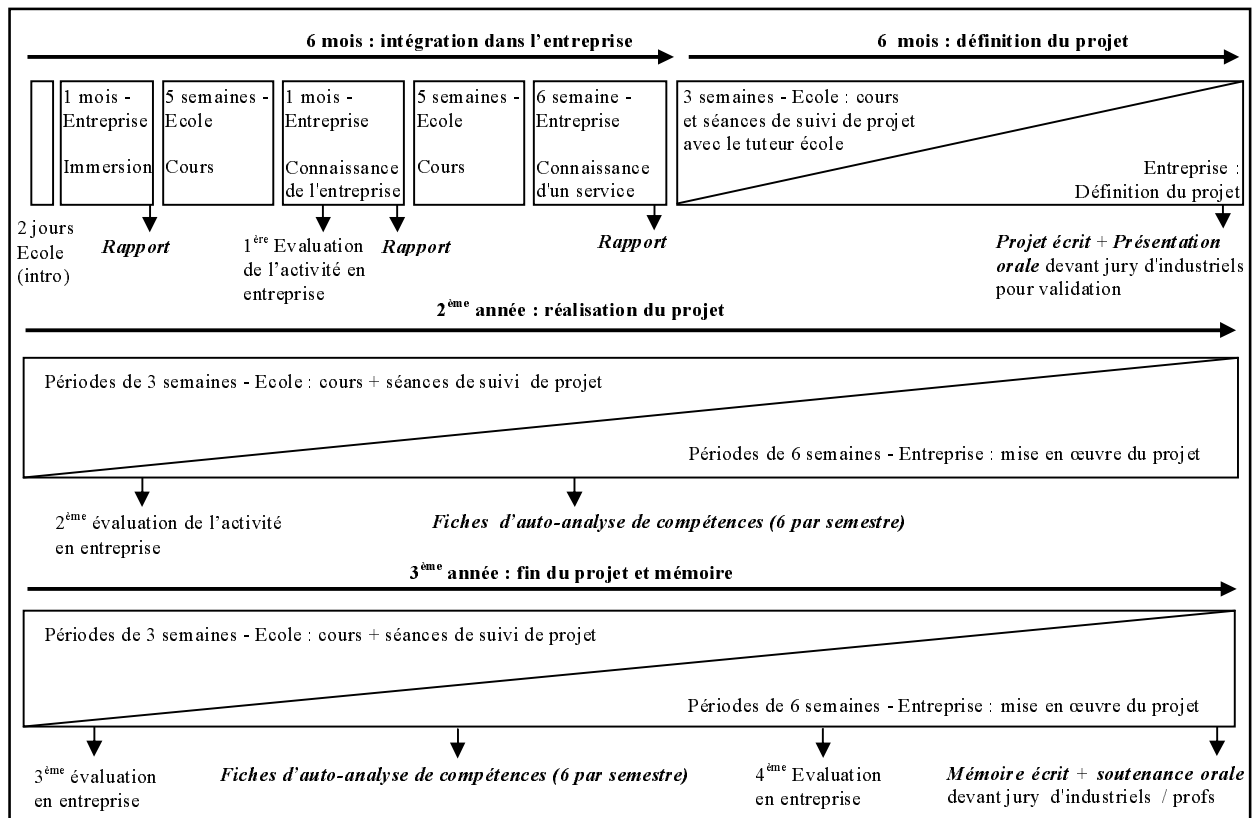 6 mois : intégration dans l'entreprise
6 mois : définition du projet
1 mois -
Entreprise
Immersion
5 semaines -
Ecole
Cours
1 mois -
Entreprise
Connaissance
de l'entreprise
5 semaines -
Ecole
Cours
6 semaine -
Entreprise
Connaissance
d'un service
3 semaines - Ecole : cours
et séances de suivi de projet
avec le tuteur école
Entreprise :
Définition du projet
2 jours
Ecole
(intro)
Rapport
1ère Evaluation
de l’activité en
entreprise
Rapport
Rapport
Projet écrit + Présentation
orale devant jury d'industriels
pour validation
2ème année : réalisation du projet
Périodes de 3 semaines - Ecole : cours + séances de suivi de projet
Périodes de 6 semaines - Entreprise : mise en œuvre du projet
2ème évaluation de l’activité
en entreprise
Fiches d’auto-analyse de compétences (6 par semestre)
3ème année : fin du projet et mémoire
Périodes de 3 semaines - Ecole : cours + séances de suivi de projet
Périodes de 6 semaines - Entreprise : mise en œuvre du projet
3ème évaluation
en entreprise
Fiches d’auto-analyse de compétences (6 par semestre)
4ème Evaluation
en entreprise
Mémoire écrit + soutenance orale
devant jury d'industriels / profs